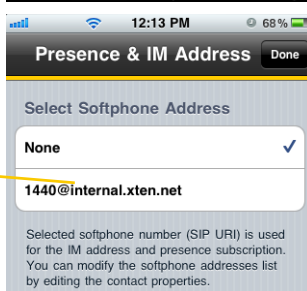 12:13 PM 68%
Presence & IM Address Done
Select Softphone Address
None
1440@internal.xten.net
Selected softphone number (SIP URI) is used
for the IM address and presence subscription.
You can modify the softphone addresses list
by editing the contact properties.